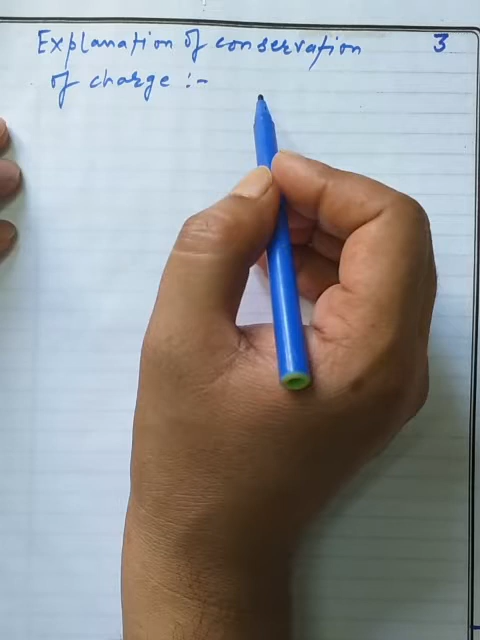 Explanation of conservation 3
of charge :-